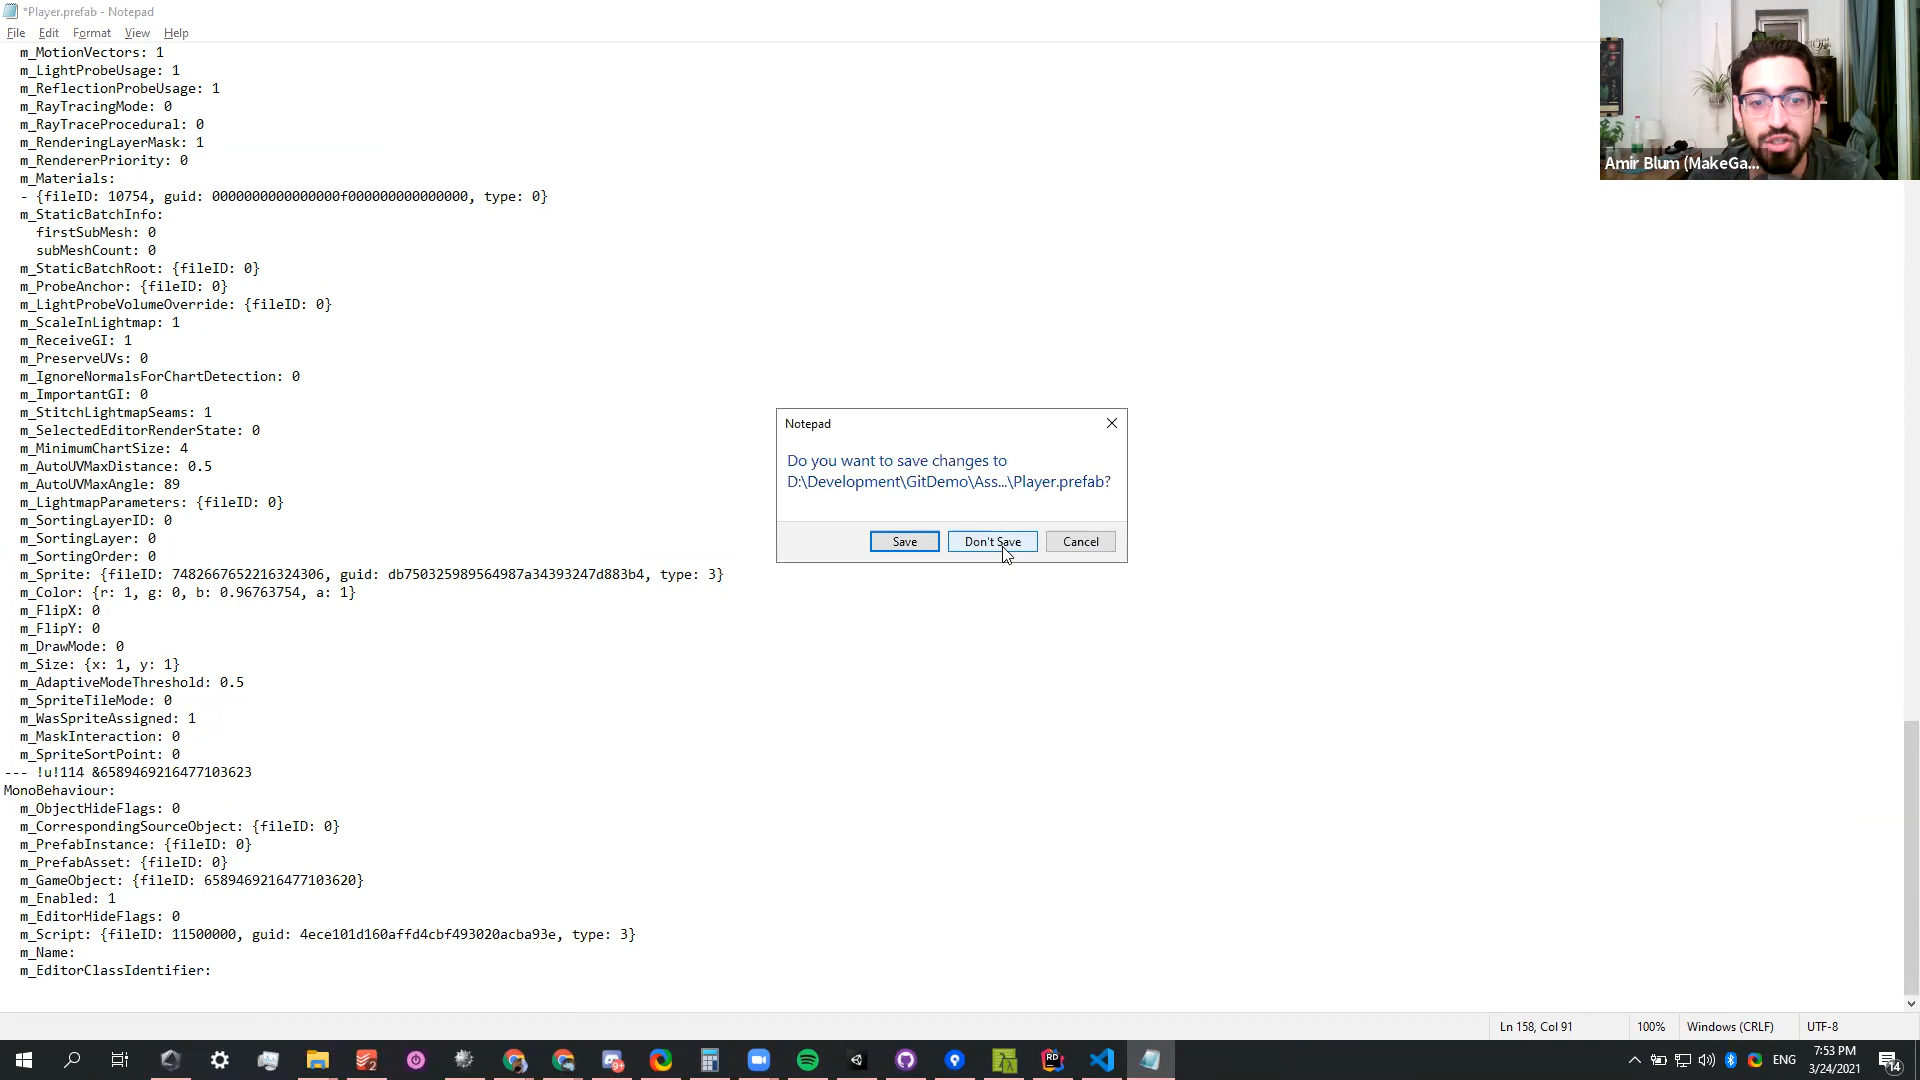 *Player.prefab - Notepad
File Edit Format View Help
m_MotionVectors: 1
m_LightProbeUsage: 1
m_ReflectionProbeUsage: 1
m_RayTracingMode: 0
m_RayTraceProcedural: 0
m_RenderingLayerMask: 1
m_RendererPriority: 0
m_Materials:
- {fileID: 10754, guid: 0000000000000000f000000000000000, type: 0}
m_StaticBatchInfo:
firstSubMesh: 0
subMeshCount: 0
m_StaticBatchRoot: {fileID: 0}
m_ProbeAnchor: {fileID: 0}
m_LightProbeVolumeOverride: {fileID: 0}
m_ScaleInLightmap: 1
m_ReceiveGI: 1
m_PreserveUVs: 0
m_IgnoreNormalsForChartDetection: 0
m_ImportantGI: 0
m_StitchLightmapSeams: 1
m_SelectedEditorRenderState: 0
m_MinimumChartSize: 4
m_AutoUVMaxDistance: 0.5
m_AutoUVMaxAngle: 89
m_LightmapParameters: {fileID: 0}
m_SortingLayerID: 0
m_SortingLayer: 0
m_SortingOrder: 0
m_Sprite: {fileID: 7482667652216324306, guid: db750325989564987a34393247d883b4, type: 3}
m_Color: {r: 1, g: 0, b: 0.96763754, a: 1}
m_FlipX: 0
m_FlipY: 0
m_DrawMode: 0
m_Size: {x: 1, y: 1}
m_AdaptiveModeThreshold: 0.5
m_SpriteTileMode: 0
m_WasSpriteAssigned: 1
m_MaskInteraction: 0
m_SpriteSortPoint: 0
--- !u!114 &6589469216477103623
MonoBehaviour:
m_ObjectHideFlags: 0
m_CorrespondingSourceObject: {fileID: 0}
m_PrefabInstance: {fileID: 0}
m_PrefabAsset: {fileID: 0}
m_GameObject: {fileID: 6589469216477103620}
m_Enabled: 1
m_EditorHideFlags: 0
m_Script: {fileID: 11500000, guid: 4ece101d160affd4cbf493020acba93e, type: 3}
m_Name:
m_EditorClassIdentifier:
Notepad
Do you want to save changes to
D:\Development\GitDemo\Ass...\Player.prefab?
Save Don't Save Cancel
Amir Blum (MakeGa...
Ln 158, Col 91 100% Windows (CRLF) UTF-8
RD
ENG
7:53 PM
3/24/2021
14